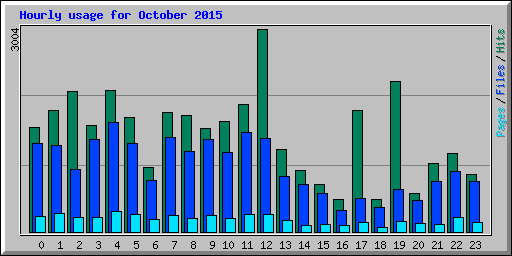 Hourly usage for October 2015
3004
Pages/Files/Hits
0 1 2 3 4 5 6 7 8 9 10 11 12 13 14 15 16 17 18 19 20 21 22 23